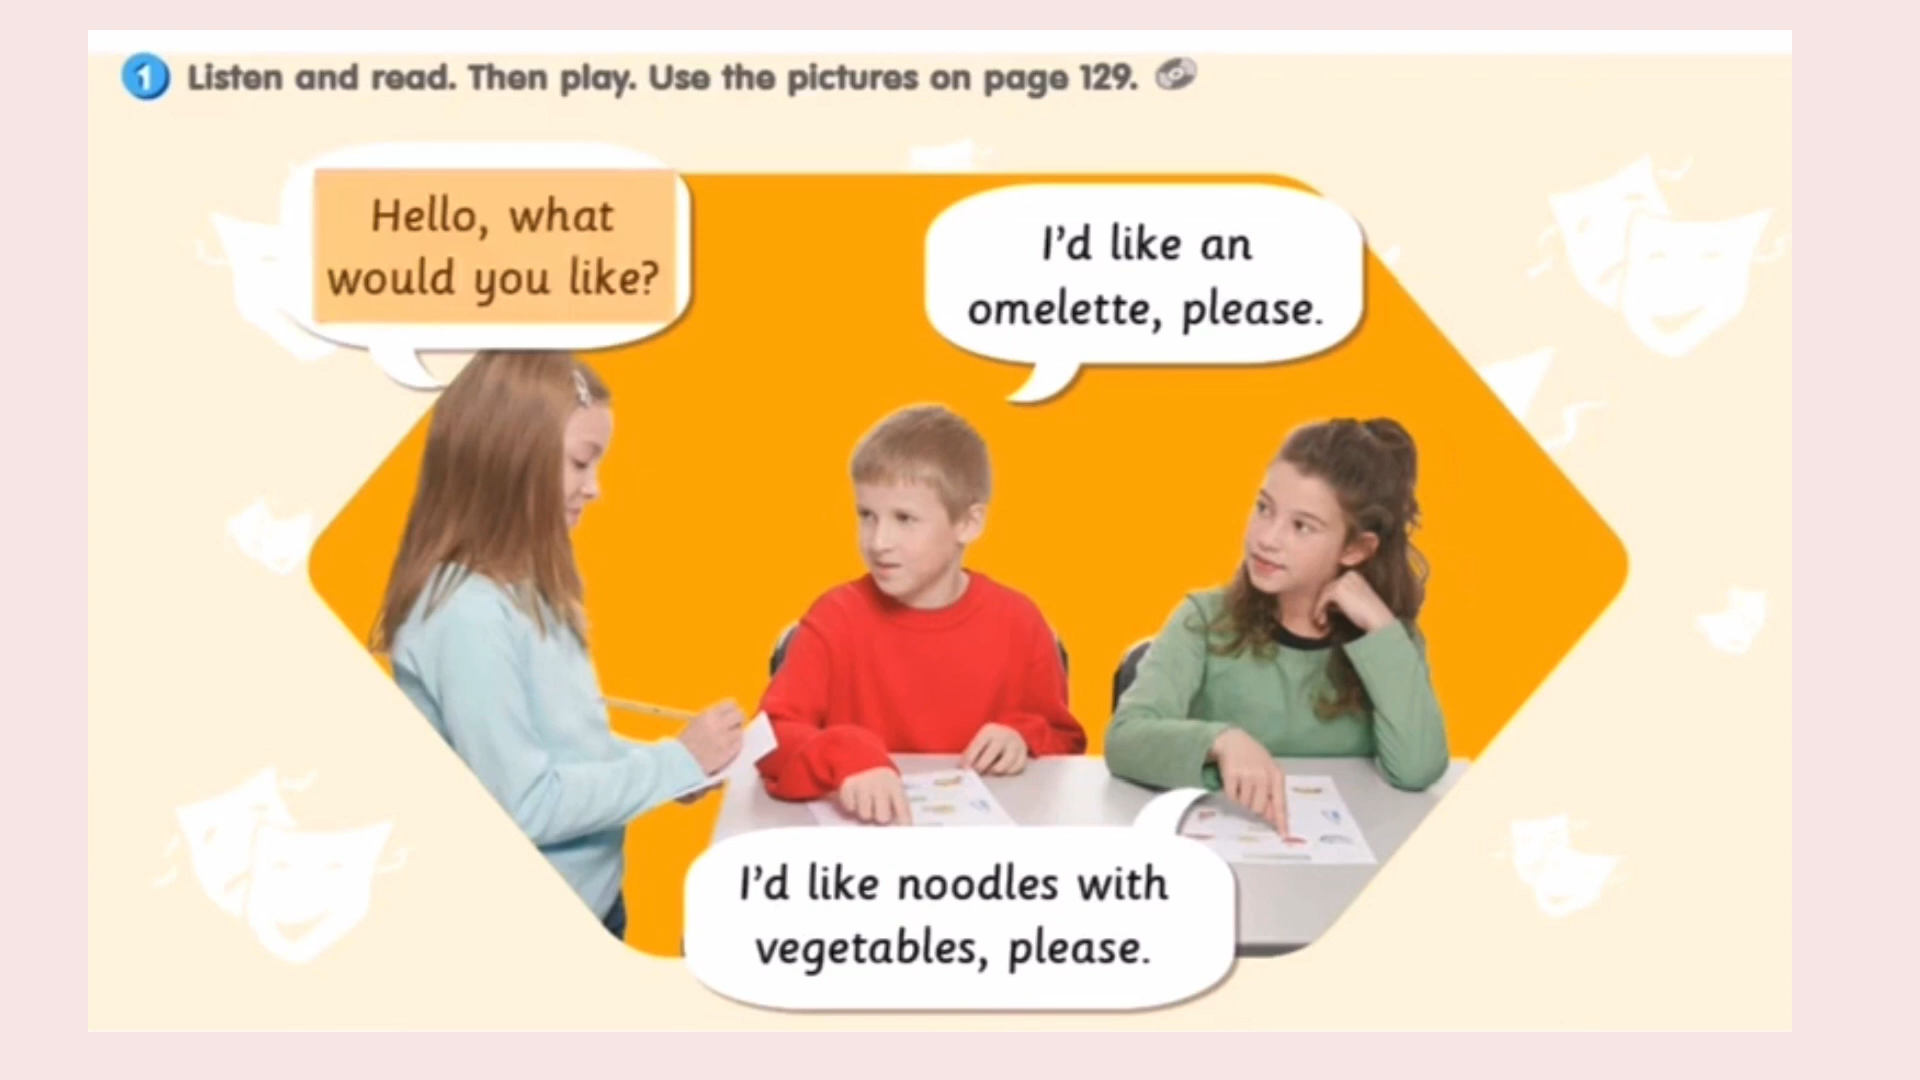 1 Listen and read. Then play. Use the pictures on page 129.
Hello, what
would you like?
I'd like an
omelette, please.
I'd like noodles with
vegetables, please.